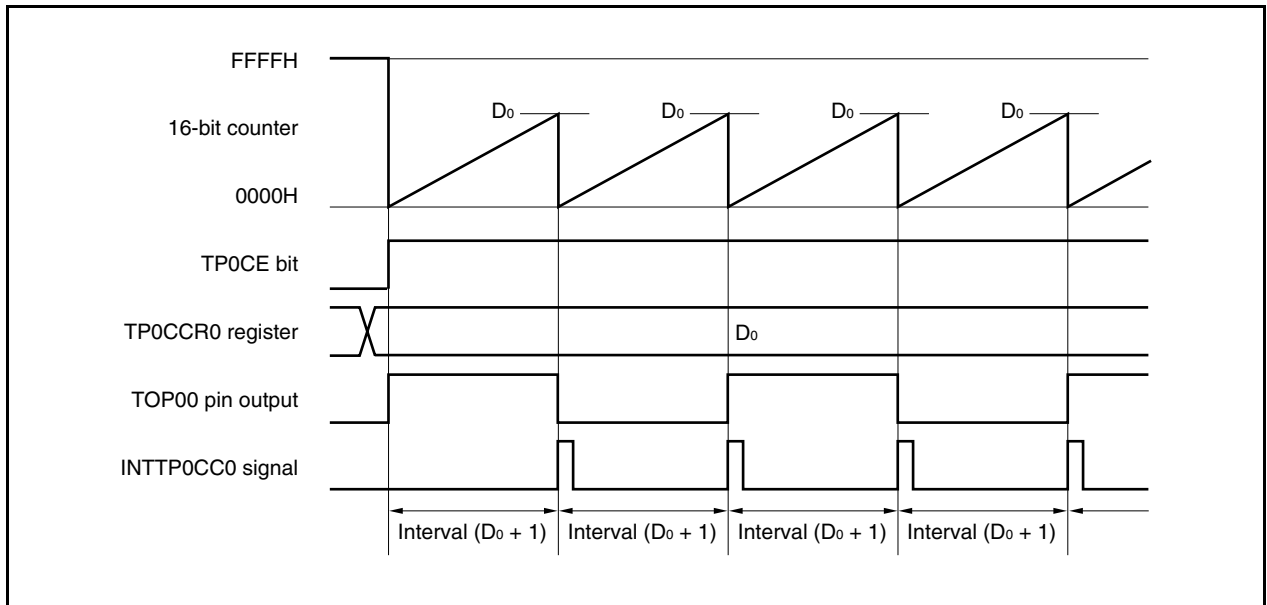 FFFFH
D₀ D₀ D₀ D₀
16-bit counter
0000H
TP0CE bit
TP0CCR0 register
D₀
TOP00 pin output
INTTP0CC0 signal
Interval (D₀ + 1) Interval (D₀ + 1) Interval (D₀ + 1) Interval (D₀ + 1)